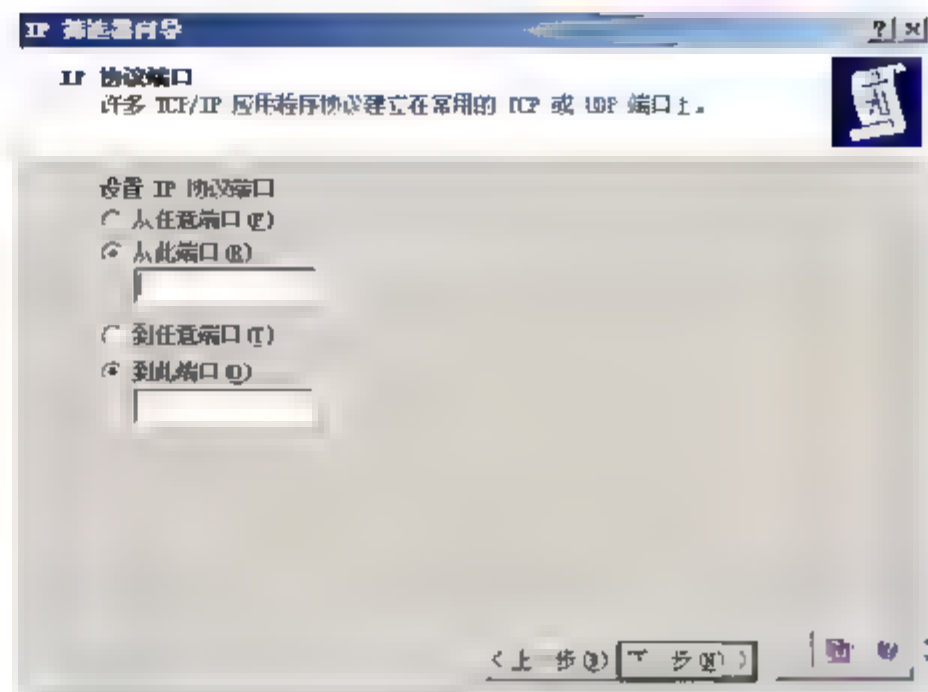 IP 筛选器向导
IP 协议端口
许多 TCP/IP 应用程序协议建立在常用的 TCP 或 UDP 端口上。
设置 IP 协议端口
从任意端口(F)
从此端口(R)
到任意端口(T)
到此端口(O)
<上一步(B) 下一步(N) >